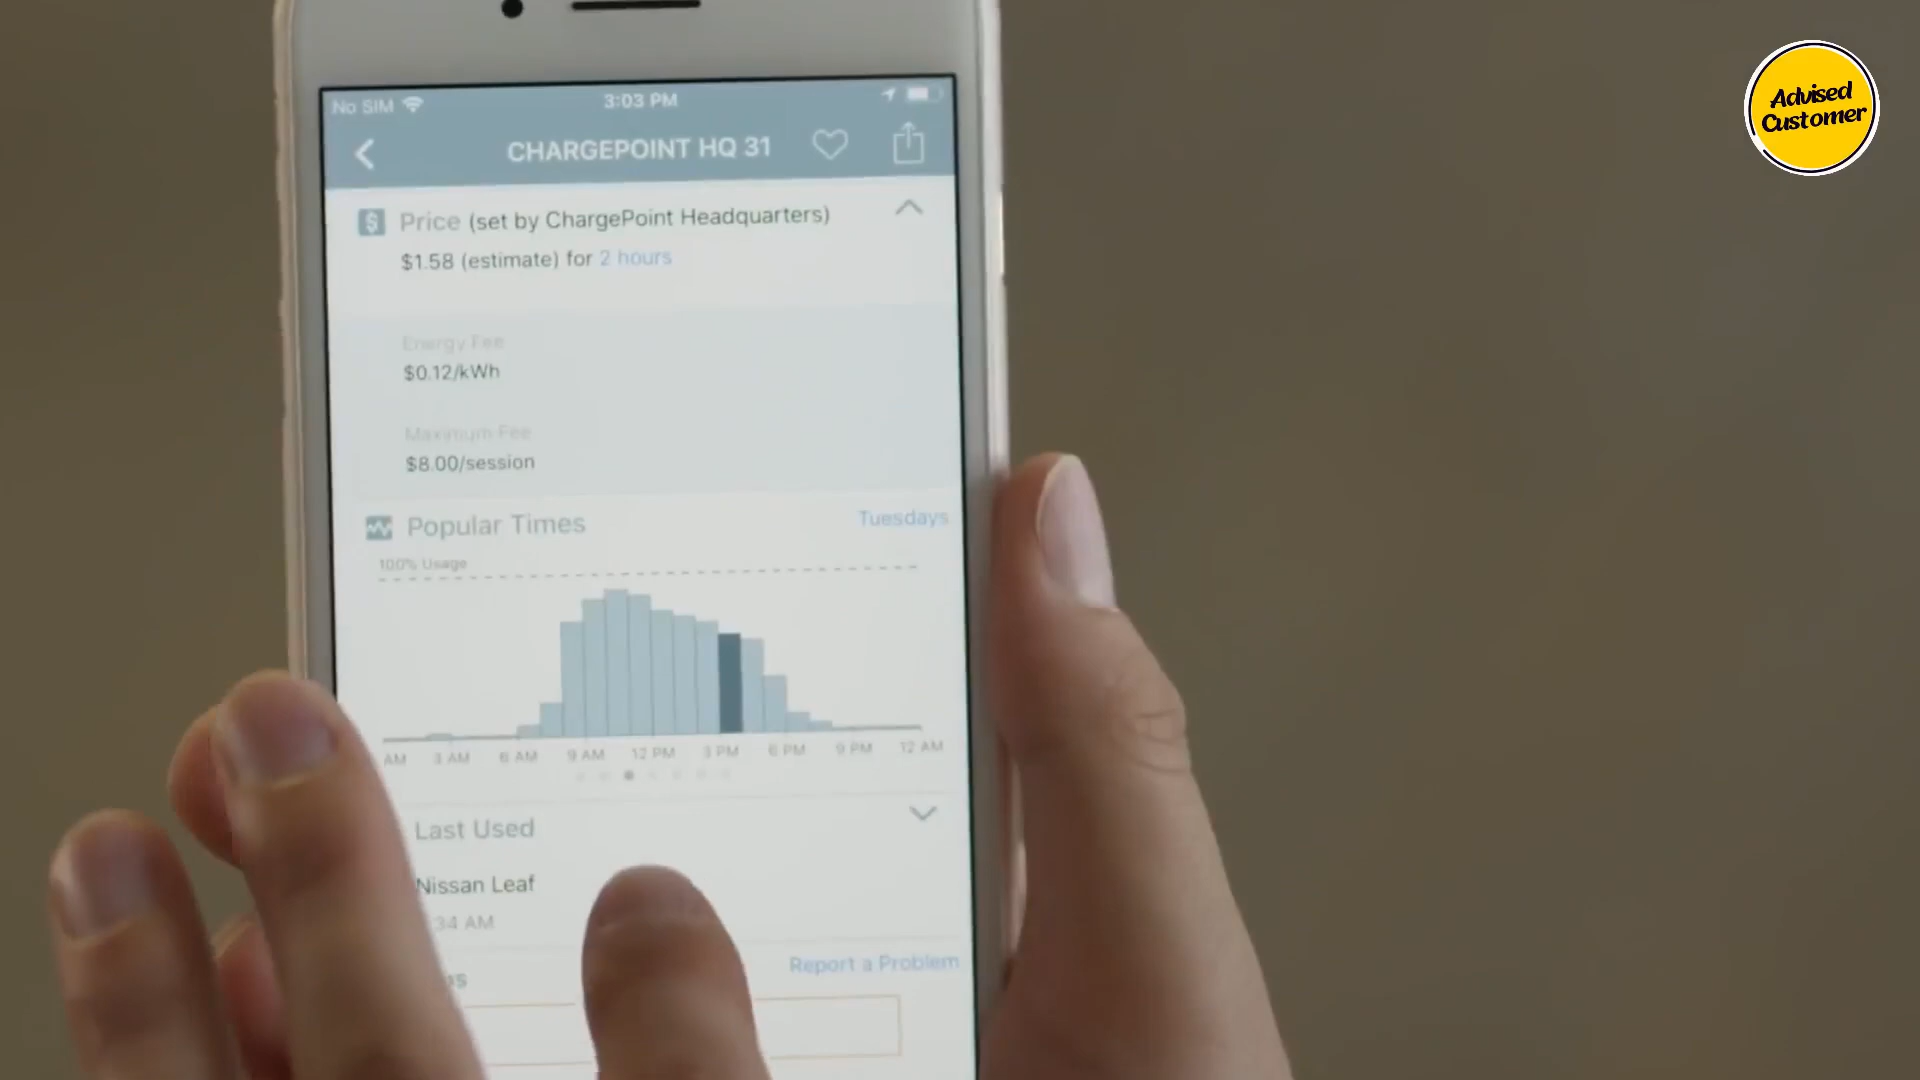 No SIM 3:03 PM
CHARGEPOINT HQ 31
Price (set by ChargePoint Headquarters)
$1.58 (estimate) for 2 hours
Energy Fee
$0.12/kWh
Maximum Fee
$8.00/session
Popular Times Tuesdays
100% Usage
AM 3 AM 6 AM 9 AM 12 PM 3 PM 6 PM 9 PM 12 AM
Last Used
Nissan Leaf
34 AM
Report a Problem
Advised
Customer